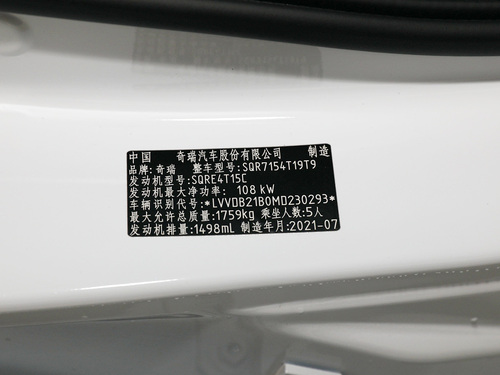 中国 奇瑞汽车股份有限公司 制造
品牌: 奇瑞 整车型号: SQR7154T19T9
发动机型号: SQRE4T15C
发动机最大净功率: 108 kW
车辆识别代号: *LVVDB21B0MD230293*
最大允许总质量: 1759kg 乘坐人数: 5人
发动机排量: 1498mL 制造年月: 2021-07